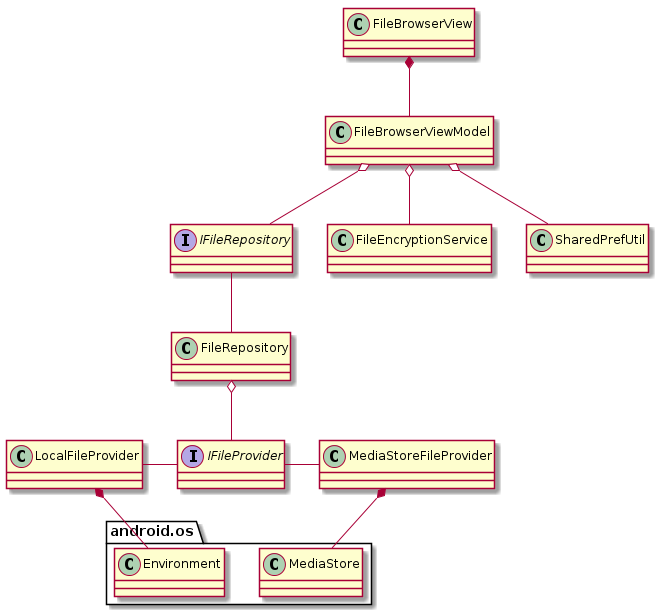 C FileBrowserView
C FileBrowserViewModel
I IFileRepository
C FileEncryptionService
C SharedPrefUtil
C FileRepository
C LocalFileProvider
I IFileProvider
C MediaStoreFileProvider
android.os
C Environment
C MediaStore